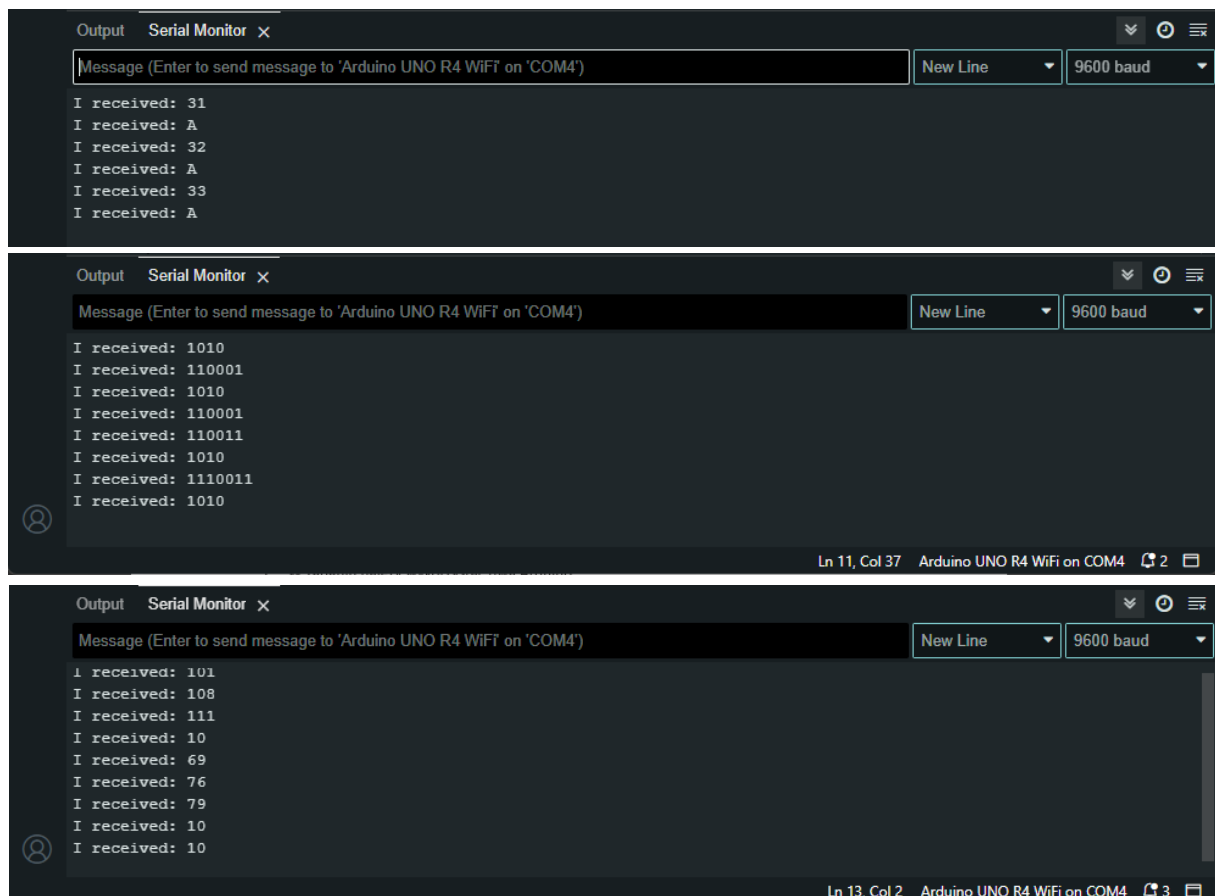 Output Serial Monitor
Message (Enter to send message to 'Arduino UNO R4 WiFi' on 'COM4') New Line 9600 baud
I received: 31
I received: A
I received: 32
I received: A
I received: 33
I received: A
Output Serial Monitor
Message (Enter to send message to 'Arduino UNO R4 WiFi' on 'COM4') New Line 9600 baud
I received: 1010
I received: 110001
I received: 1010
I received: 110001
I received: 110011
I received: 1010
I received: 1110011
I received: 1010
Ln 11, Col 37 Arduino UNO R4 WiFi on COM4 2
Output Serial Monitor
Message (Enter to send message to 'Arduino UNO R4 WiFi' on 'COM4') New Line 9600 baud
I received: 101
I received: 108
I received: 111
I received: 10
I received: 69
I received: 76
I received: 79
I received: 10
I received: 10
Ln 13, Col 2 Arduino UNO R4 WiFi on COM4 3